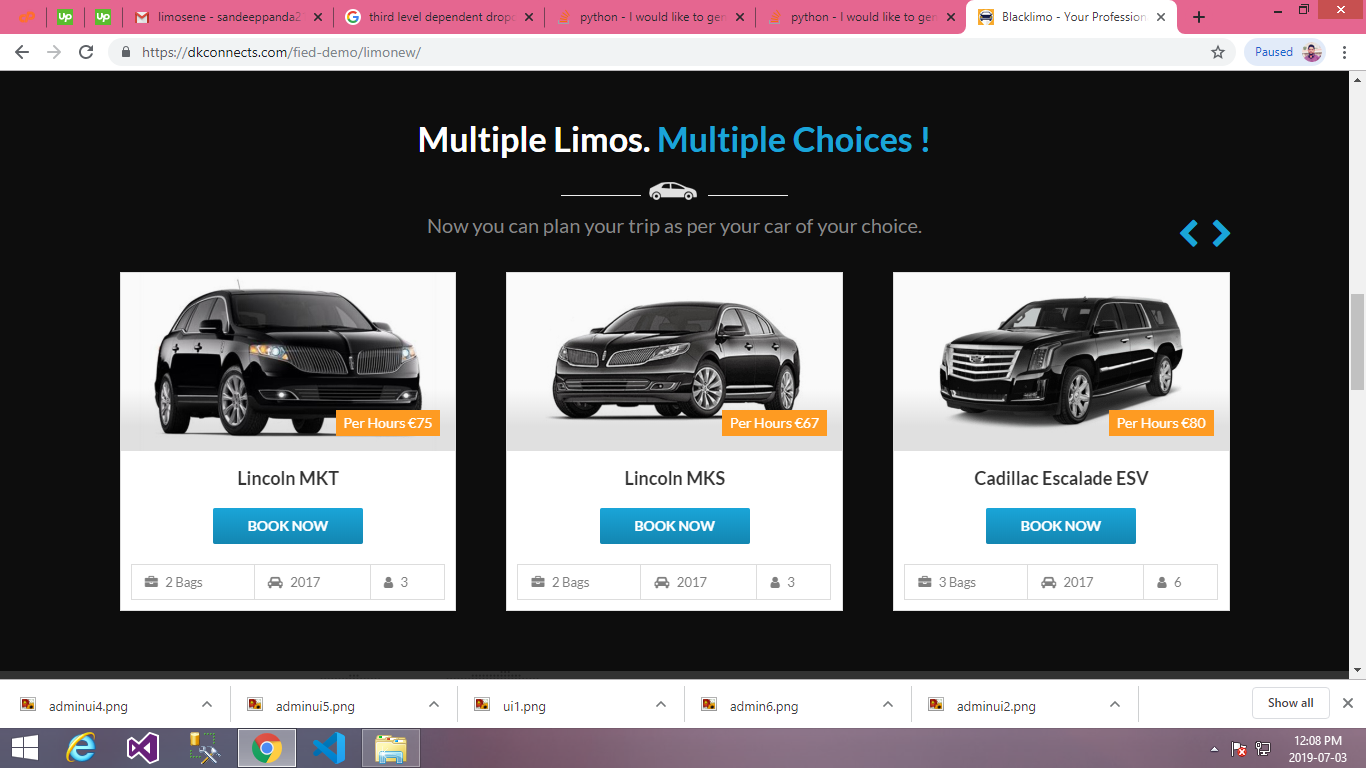 limosene - sandeeppanda2
third level dependent dropd
python - I would like to gen
python - I would like to gen
Blacklimo - Your Profession
https://dkconnects.com/fied-demo/limonew/
Paused
Multiple Limos. Multiple Choices !
Now you can plan your trip as per your car of your choice.
Per Hours €75
Per Hours €67
Per Hours €80
Lincoln MKT
Lincoln MKS
Cadillac Escalade ESV
BOOK NOW
BOOK NOW
BOOK NOW
2 Bags
2017
3
2 Bags
2017
3
3 Bags
2017
6
adminui4.png
adminui5.png
ui1.png
admin6.png
adminui2.png
Show all
12:08 PM
2019-07-03